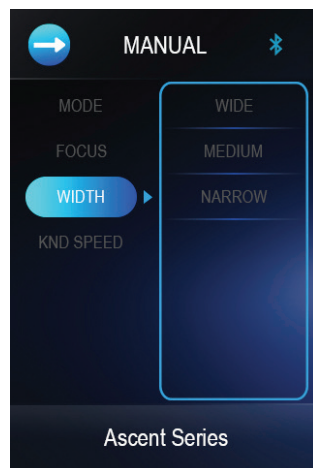 MANUAL
MODE
FOCUS
WIDTH
KND SPEED
WIDE
MEDIUM
NARROW
Ascent Series